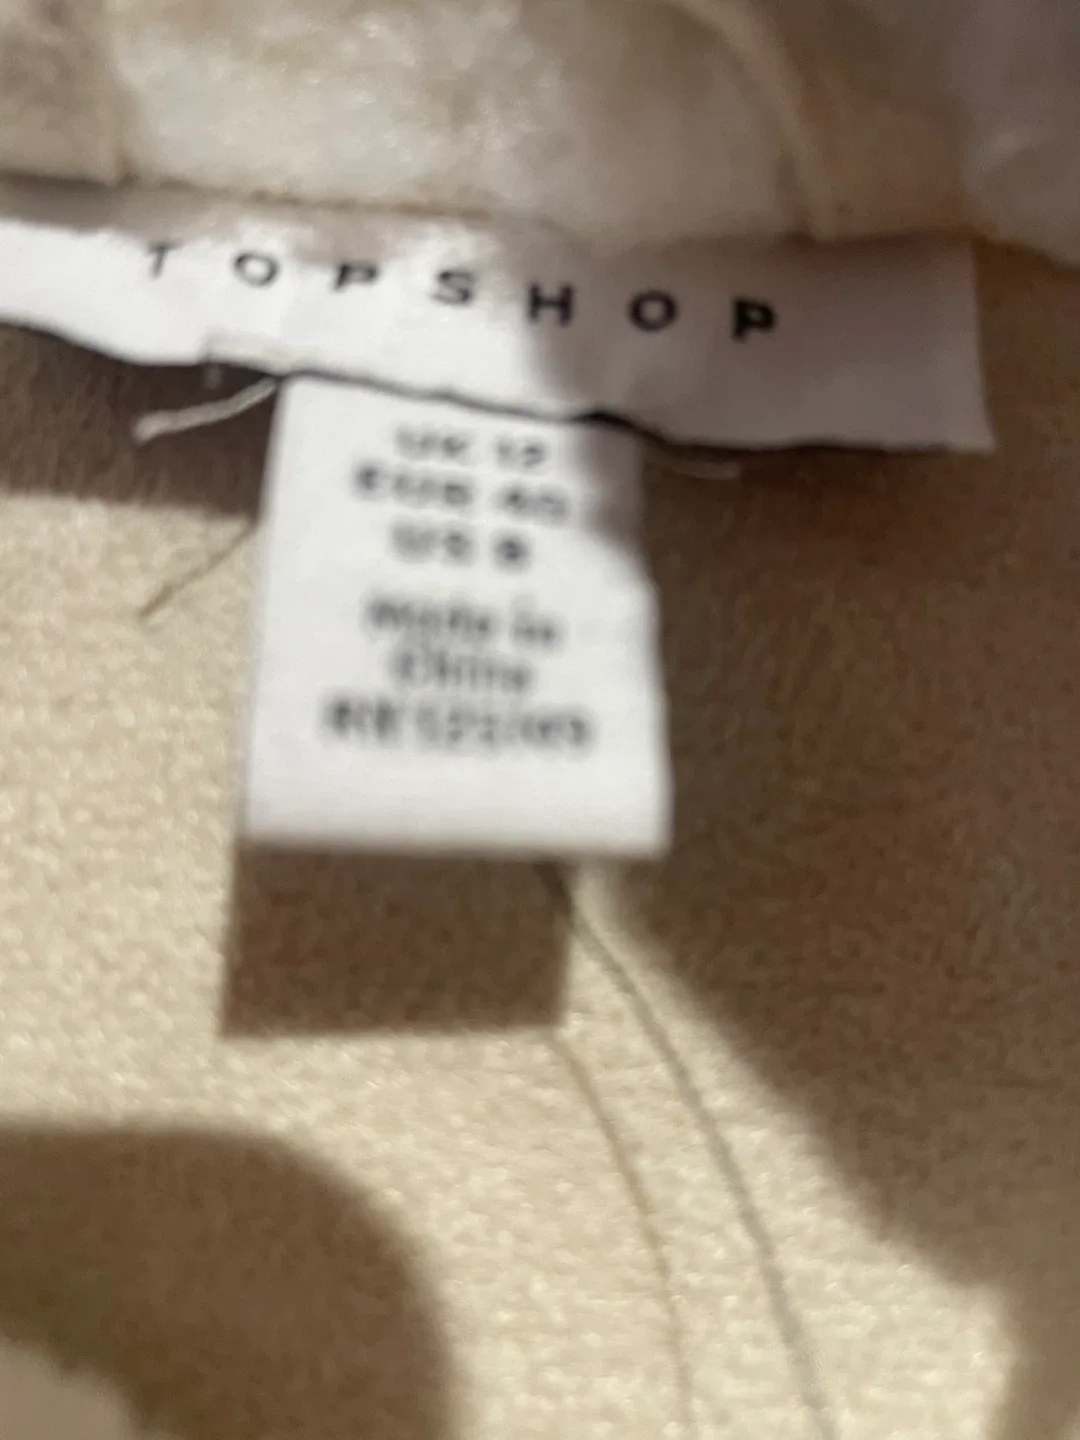 TOPSHOP
UK 12
EUR 40
US 8
Made in
China